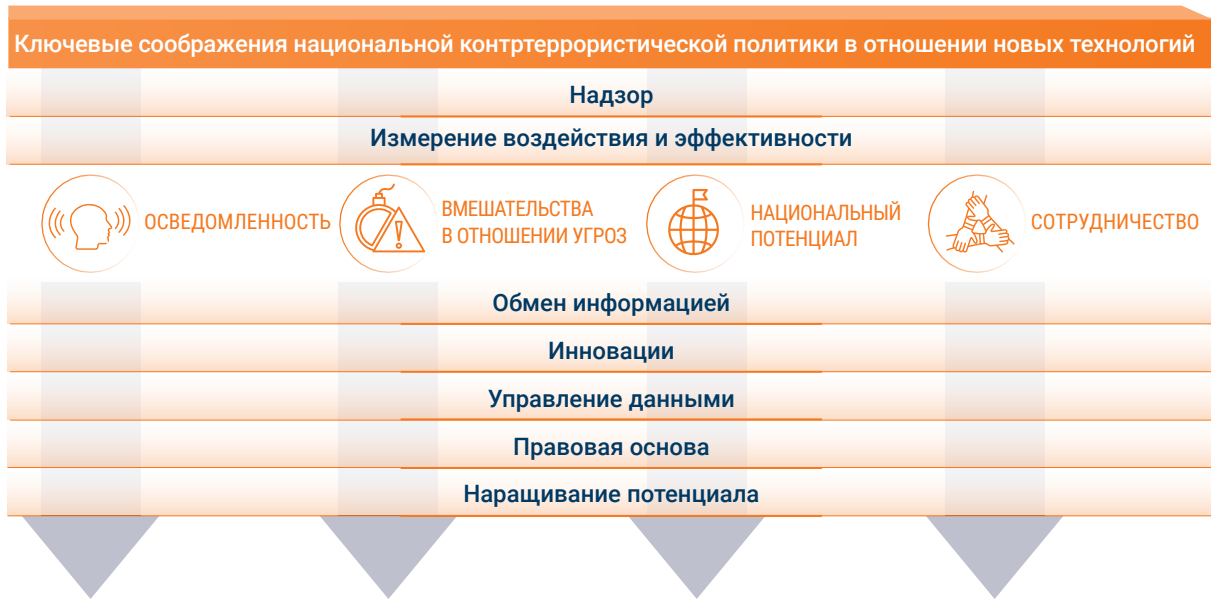 Ключевые соображения национальной контртеррористической политики в отношении новых технологий
Надзор
Измерение воздействия и эффективности
ОСВЕДОМЛЕННОСТЬ
ВМЕШАТЕЛЬСТВА
В ОТНОШЕНИИ УГРОЗ
НАЦИОНАЛЬНЫЙ
ПОТЕНЦИАЛ
СОТРУДНИЧЕСТВО
Обмен информацией
Инновации
Управление данными
Правовая основа
Наращивание потенциала